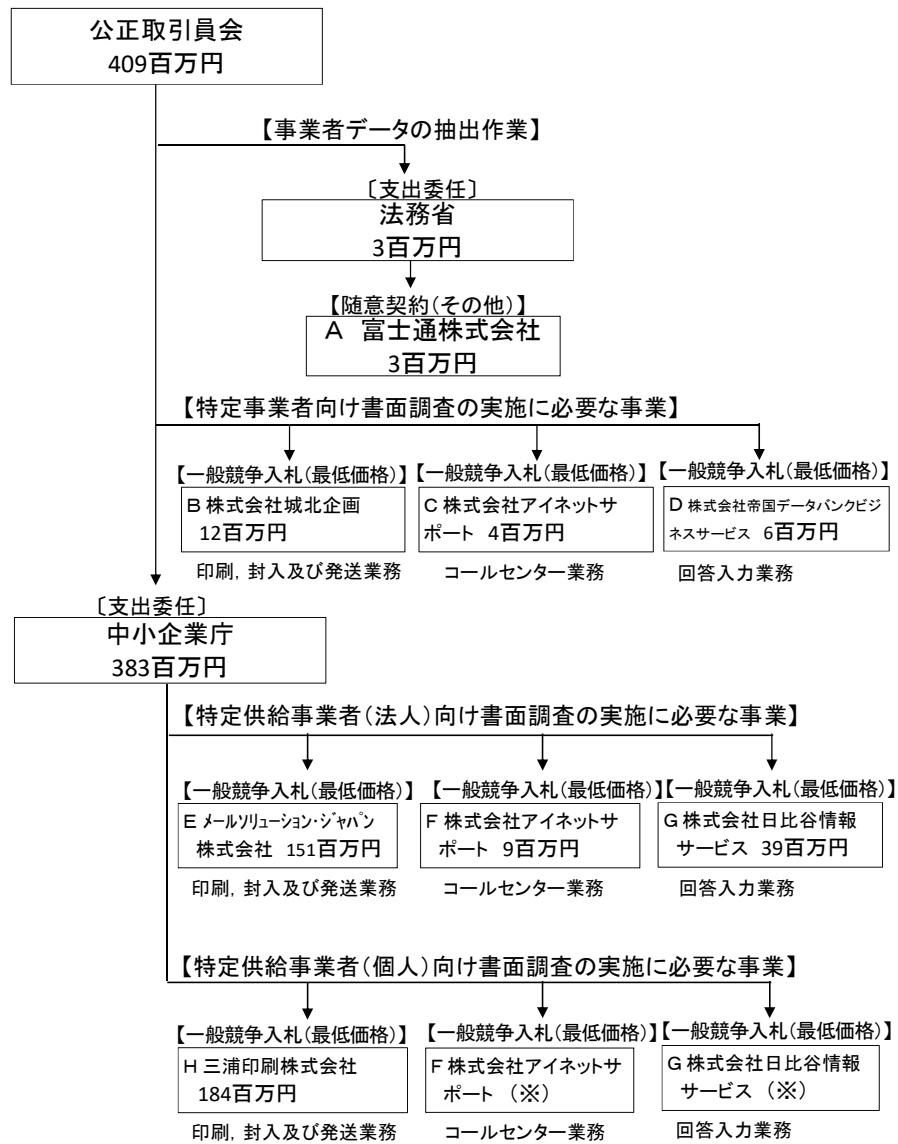 公正取引員会
409百万円
【事業者データの抽出作業】
〔支出委任〕
法務省
3百万円
【随意契約(その他)】
A 富士通株式会社
3百万円
【特定事業者向け書面調査の実施に必要な事業】
【一般競争入札(最低価格)】
B 株式会社城北企画
12百万円
印刷, 封入及び発送業務
【一般競争入札(最低価格)】
C 株式会社アイネットサ
ポート 4百万円
コールセンター業務
【一般競争入札(最低価格)】
D 株式会社帝国データバンクビジ
ネスサービス 6百万円
回答入力業務
〔支出委任〕
中小企業庁
383百万円
【特定供給事業者(法人)向け書面調査の実施に必要な事業】
【一般競争入札(最低価格)】
E メールソリューション・ジャパン
株式会社 151百万円
印刷, 封入及び発送業務
【一般競争入札(最低価格)】
F 株式会社アイネットサ
ポート 9百万円
コールセンター業務
【一般競争入札(最低価格)】
G 株式会社日比谷情報
サービス 39百万円
回答入力業務
【特定供給事業者(個人)向け書面調査の実施に必要な事業】
【一般競争入札(最低価格)】
H 三浦印刷株式会社
184百万円
印刷, 封入及び発送業務
【一般競争入札(最低価格)】
F 株式会社アイネットサ
ポート (※)
コールセンター業務
【一般競争入札(最低価格)】
G 株式会社日比谷情報
サービス (※)
回答入力業務